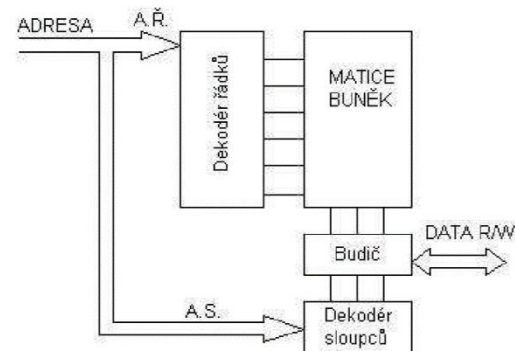 ADRESA
A.Ř.
Dekodér řádků
MATICE
BUNĚK
DATA R/W
Budič
A.S.
Dekodér
sloupců